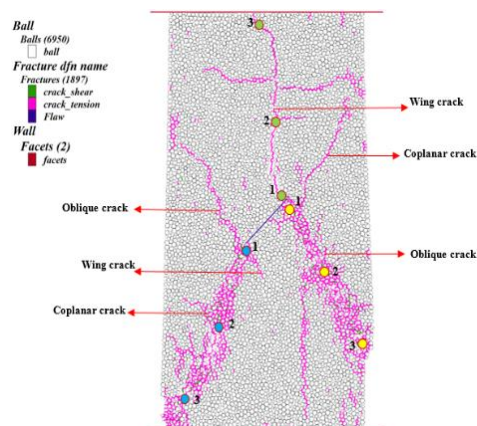 Ball
Balls (6950)
ball
Fracture dfn name
Fractures (1897)
crack_shear
crack_tension
Flaw
Wall
Facets (2)
facets
3
Wing crack
2
Coplanar crack
1
1
Oblique crack
1
Oblique crack
Wing crack
2
Coplanar crack
2
3
3